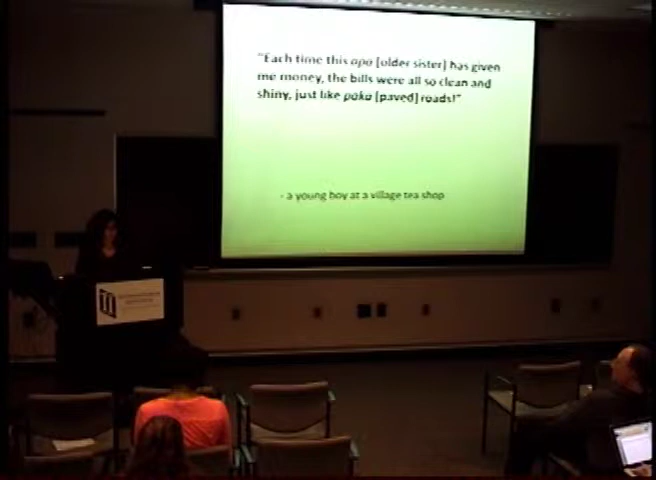 "Each time this apa [older sister] has given
me money, the bills were all so clean and
shiny, just like paka [paved] roads!"
- a young boy at a village tea shop